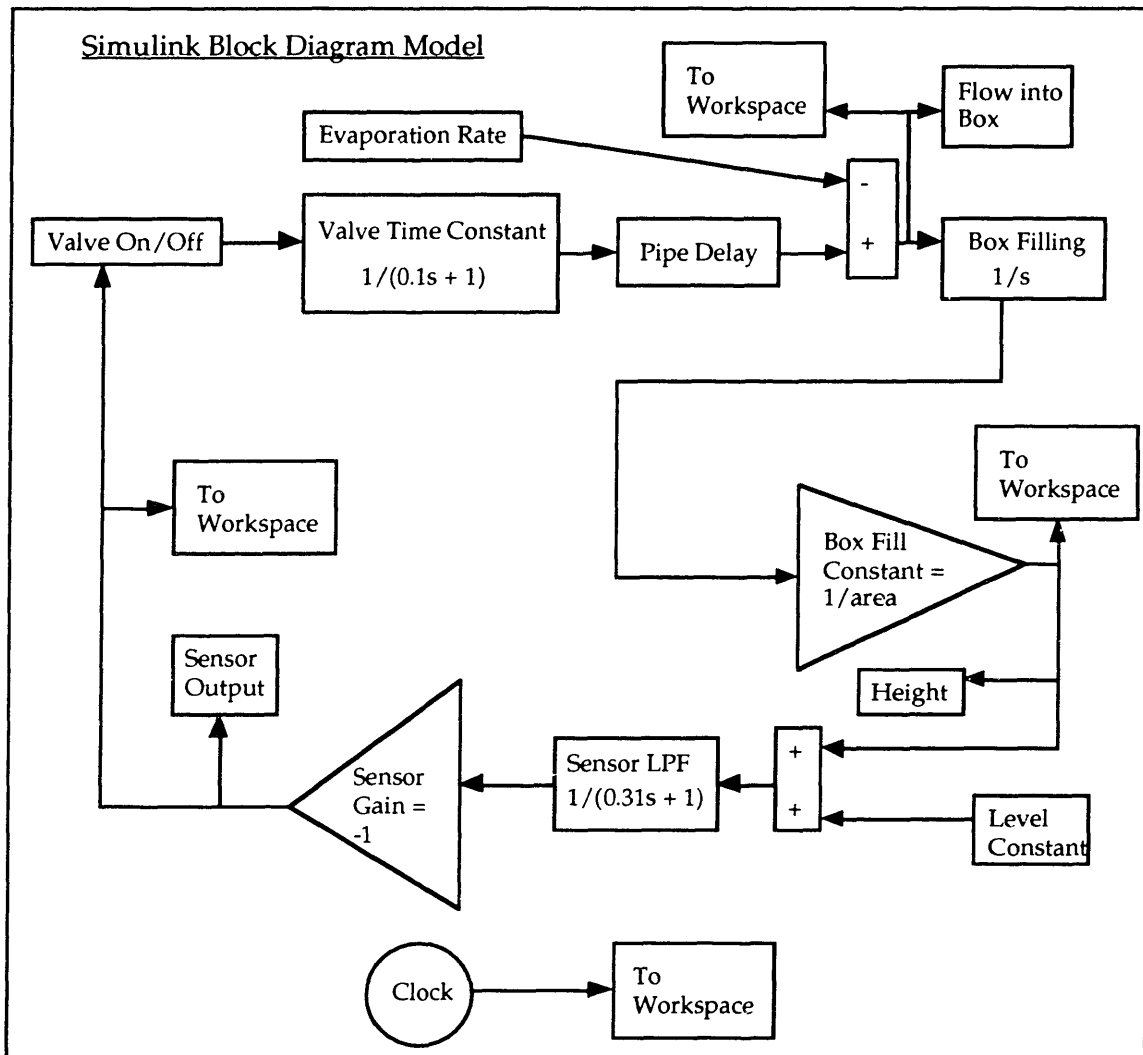 Simulink Block Diagram Model
To
Workspace
Flow into
Box
Evaporation Rate
-
+
Valve On/Off
Valve Time Constant
1/(0.1s + 1)
Pipe Delay
Box Filling
1/s
To
Workspace
To
Workspace
Box Fill
Constant =
1/area
Sensor
Output
Height
Sensor
Gain =
-1
Sensor LPF
1/(0.31s + 1)
+
+
Level
Constant
Clock
To
Workspace